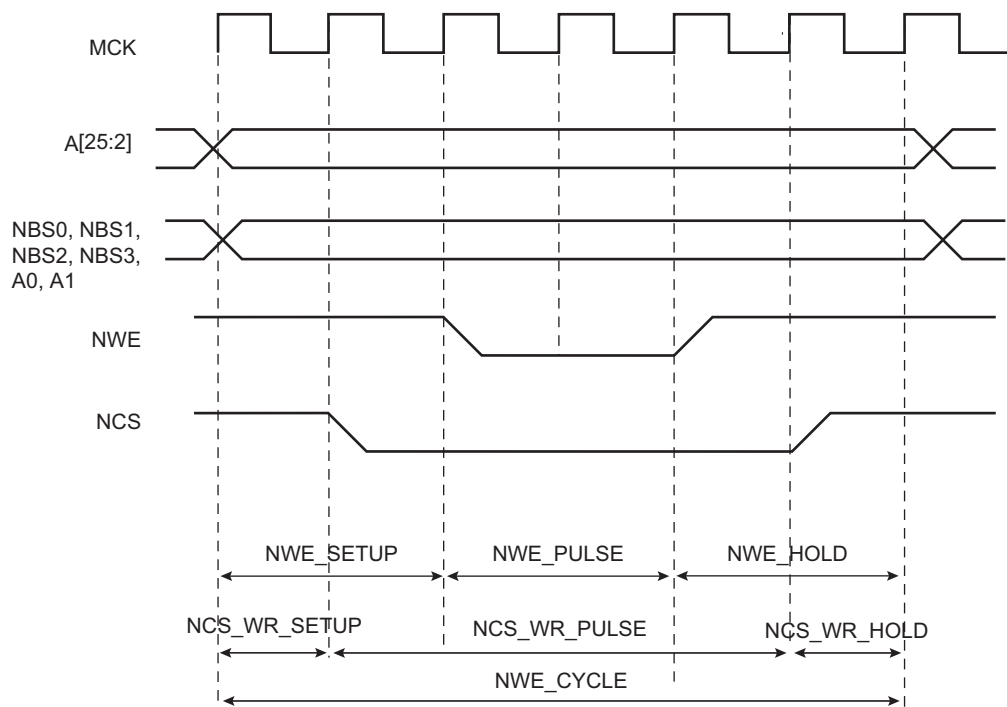 MCK
A[25:2]
NBS0, NBS1,
NBS2, NBS3,
A0, A1
NWE
NCS
NWE_SETUP
NWE_PULSE
NWE_HOLD
NCS_WR_SETUP
NCS_WR_PULSE
NCS_WR_HOLD
NWE_CYCLE